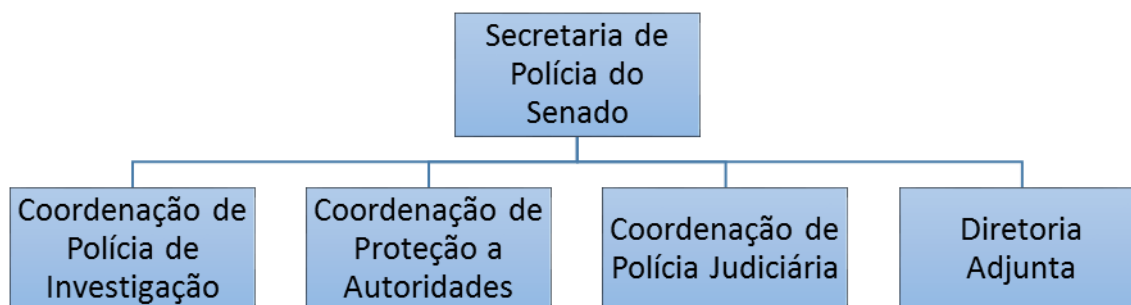 Secretaria de
Polícia do
Senado
Coordenação de
Polícia de
Investigação
Coordenação de
Proteção a
Autoridades
Coordenação de
Polícia Judiciária
Diretoria
Adjunta